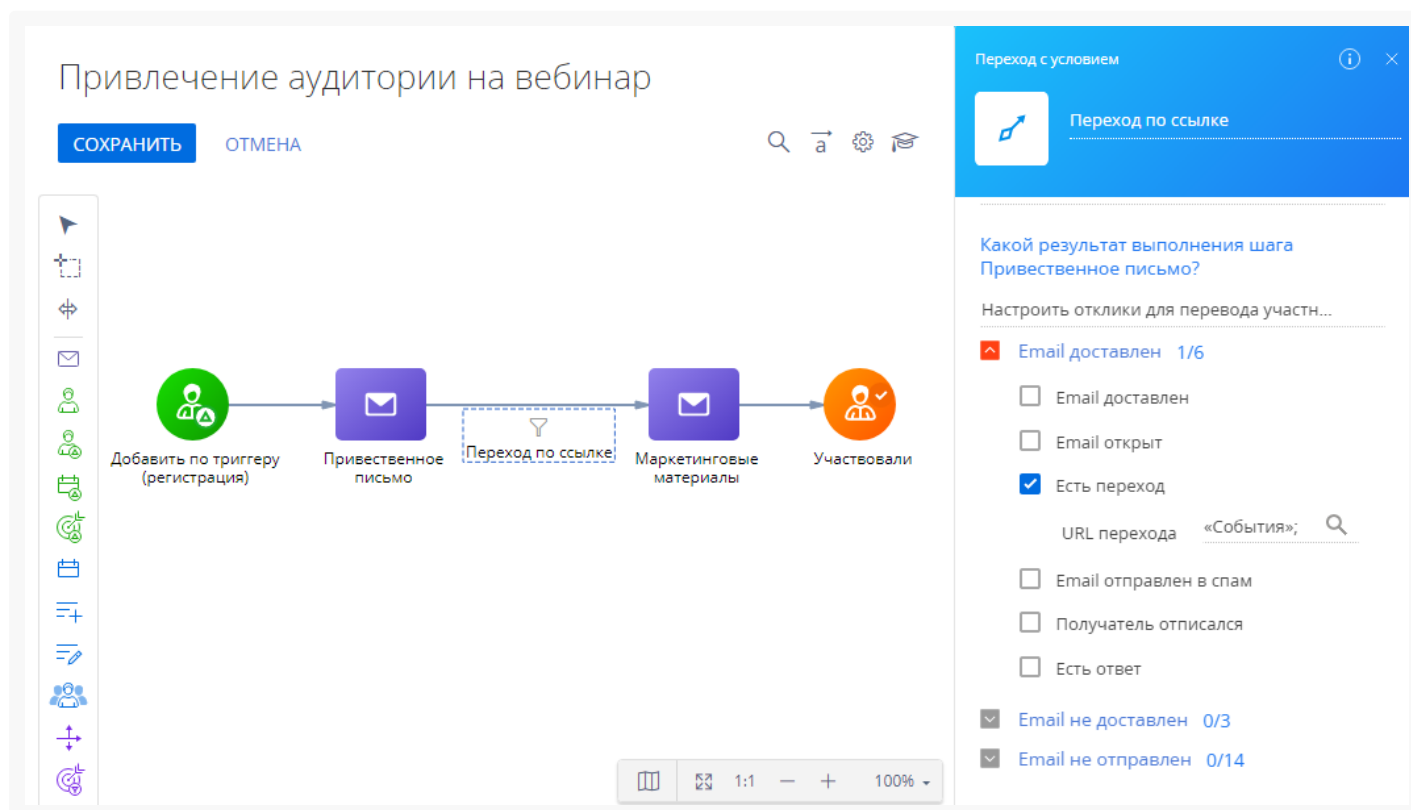 Привлечение аудитории на вебинар
СОХРАНИТЬ ОТМЕНА
a
Добавить по триггеру
(регистрация)
Привественное
письмо
Переход по ссылке
Маркетинговые
материалы
Участвовали
1:1 — + 100%
Переход с условием
Переход по ссылке
Какой результат выполнения шага
Привественное письмо?
Настроить отклики для перевода участн...
Email доставлен 1/6
Email доставлен
Email открыт
Есть переход
URL перехода «События»;
Email отправлен в спам
Получатель отписался
Есть ответ
Email не доставлен 0/3
Email не отправлен 0/14